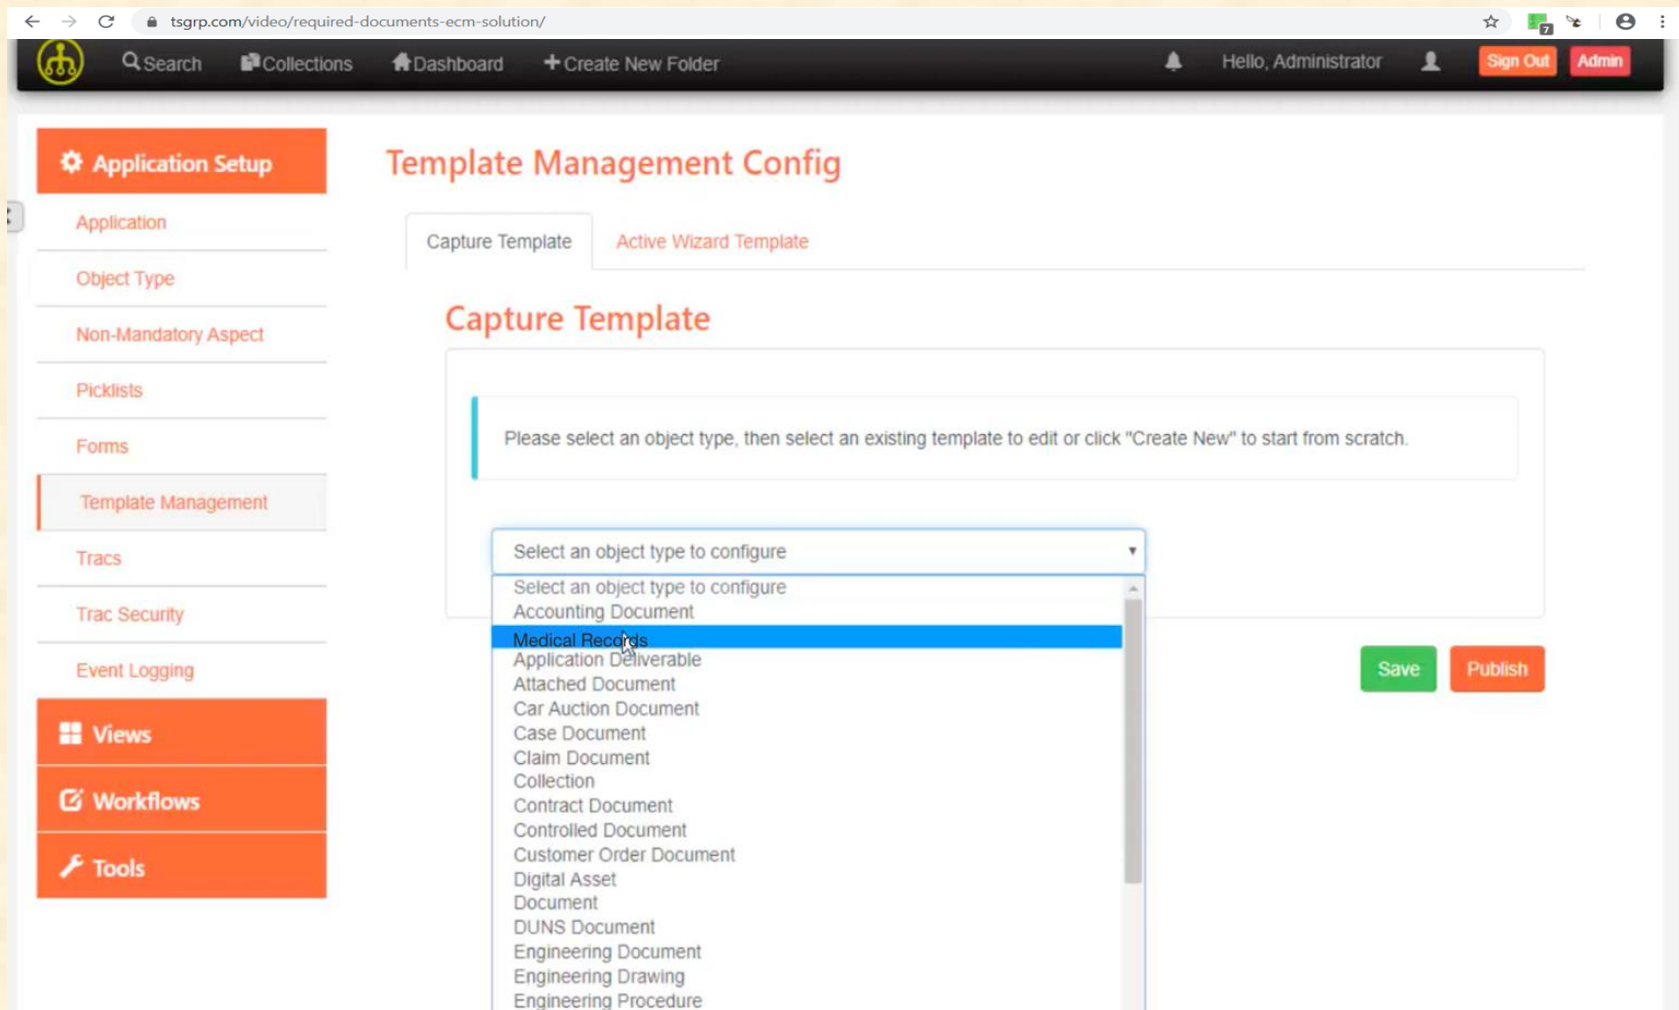 tsgrp.com/video/required-documents-ecm-solution/
7
Search Collections Dashboard Create New Folder Hello, Administrator Sign Out Admin
Application Setup
Application
Object Type
Non-Mandatory Aspect
Picklists
Forms
Template Management
Tracs
Trac Security
Event Logging
Views
Workflows
Tools
Template Management Config
Capture Template Active Wizard Template
Capture Template
Please select an object type, then select an existing template to edit or click "Create New" to start from scratch.
Select an object type to configure
Select an object type to configure
Accounting Document
Medical Records
Application Deliverable
Attached Document
Car Auction Document
Case Document
Claim Document
Collection
Contract Document
Controlled Document
Customer Order Document
Digital Asset
Document
DUNS Document
Engineering Document
Engineering Drawing
Engineering Procedure
Save Publish